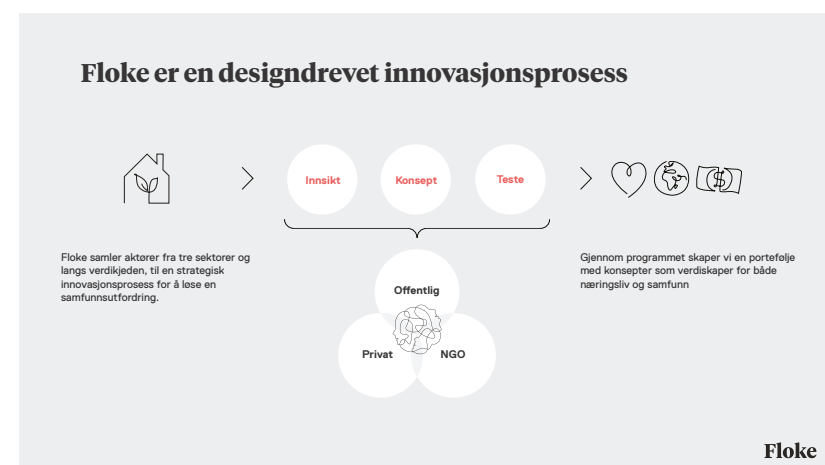 Floke er en designdrevet innovasjonsprosess
Innsikt
Konsept
Teste
Floke samler aktører fra tre sektorer og
langs verdikjeden, til en strategisk
innovasjonsprosess for å løse en
samfunnsutfordring.
Offentlig
Privat
NGO
Gjennom programmet skaper vi en portefølje
med konsepter som verdiskaper for både
næringsliv og samfunn
Floke